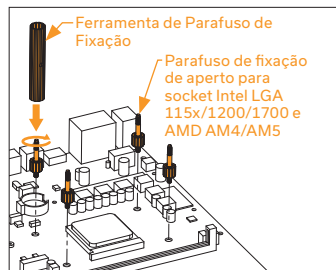 Ferramenta de Parafuso de
Fixação
Parafuso de fixação
de aperto para
socket Intel LGA
115x/1200/1700 e
AMD AM4/AM5